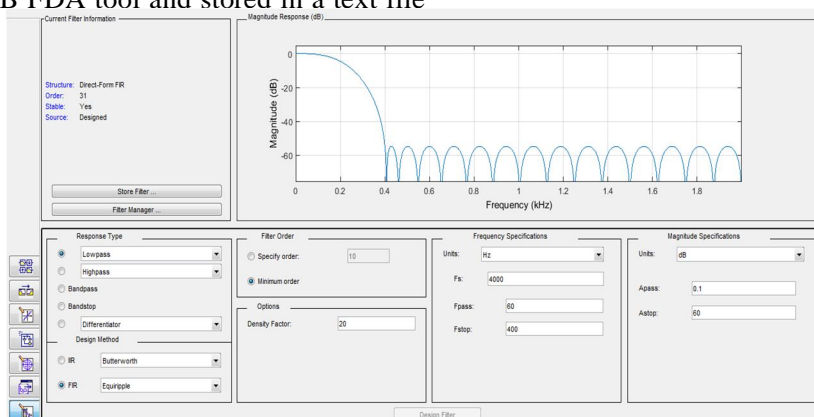 B FDA tool and stored in a text file
Current Filter Information
Structure: Direct-Form FIR
Order: 31
Stable: Yes
Source: Designed
Store Filter ...
Filter Manager ...
Magnitude Response (dB)
Magnitude (dB)
0
-20
-40
-60
0 0.2 0.4 0.6 0.8 1 1.2 1.4 1.6 1.8
Frequency (kHz)
Response Type
Lowpass
Highpass
Bandpass
Bandstop
Differentiator
Design Method
IIR Butterworth
FIR Equiripple
Filter Order
Specify order: 10
Minimum order
Options
Density Factor: 20
Frequency Specifications
Units: Hz
Fs: 4000
Fpass: 60
Fstop: 400
Magnitude Specifications
Units: dB
Apass: 0.1
Astop: 60
Design Filter